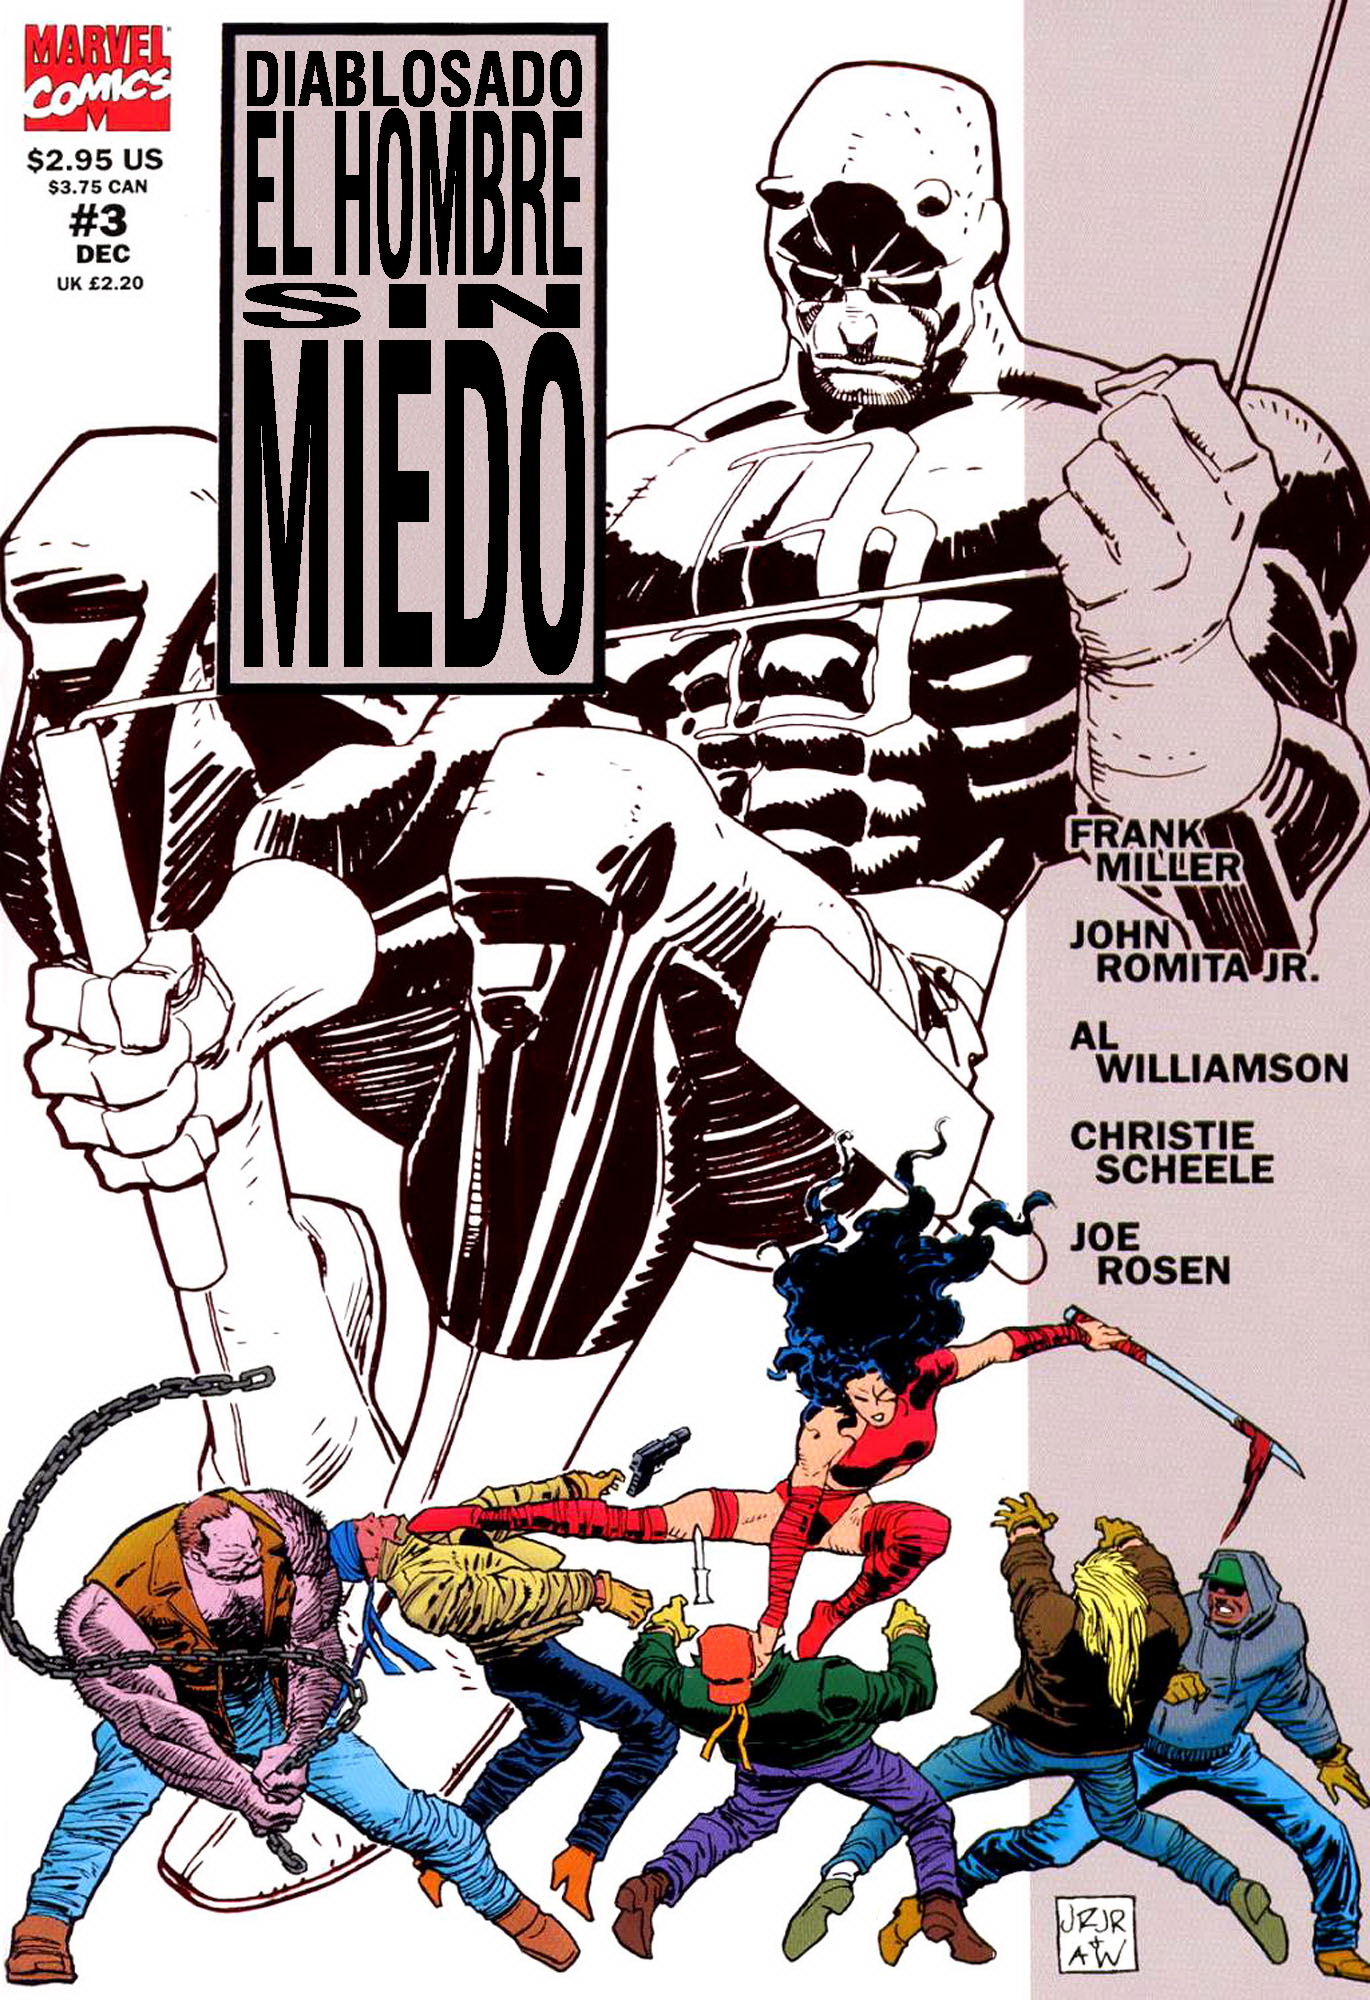 MARVEL
COMICS
M
$2.95 US
$3.75 CAN
#3
DEC
UK £2.20
DIABLOSADO
EL HOMBRE
SIN
MIEDO
FRANK
MILLER
JOHN
ROMITA JR.
AL
WILLIAMSON
CHRISTIE
SCHEELE
JOE
ROSEN
JRJR
+
AW